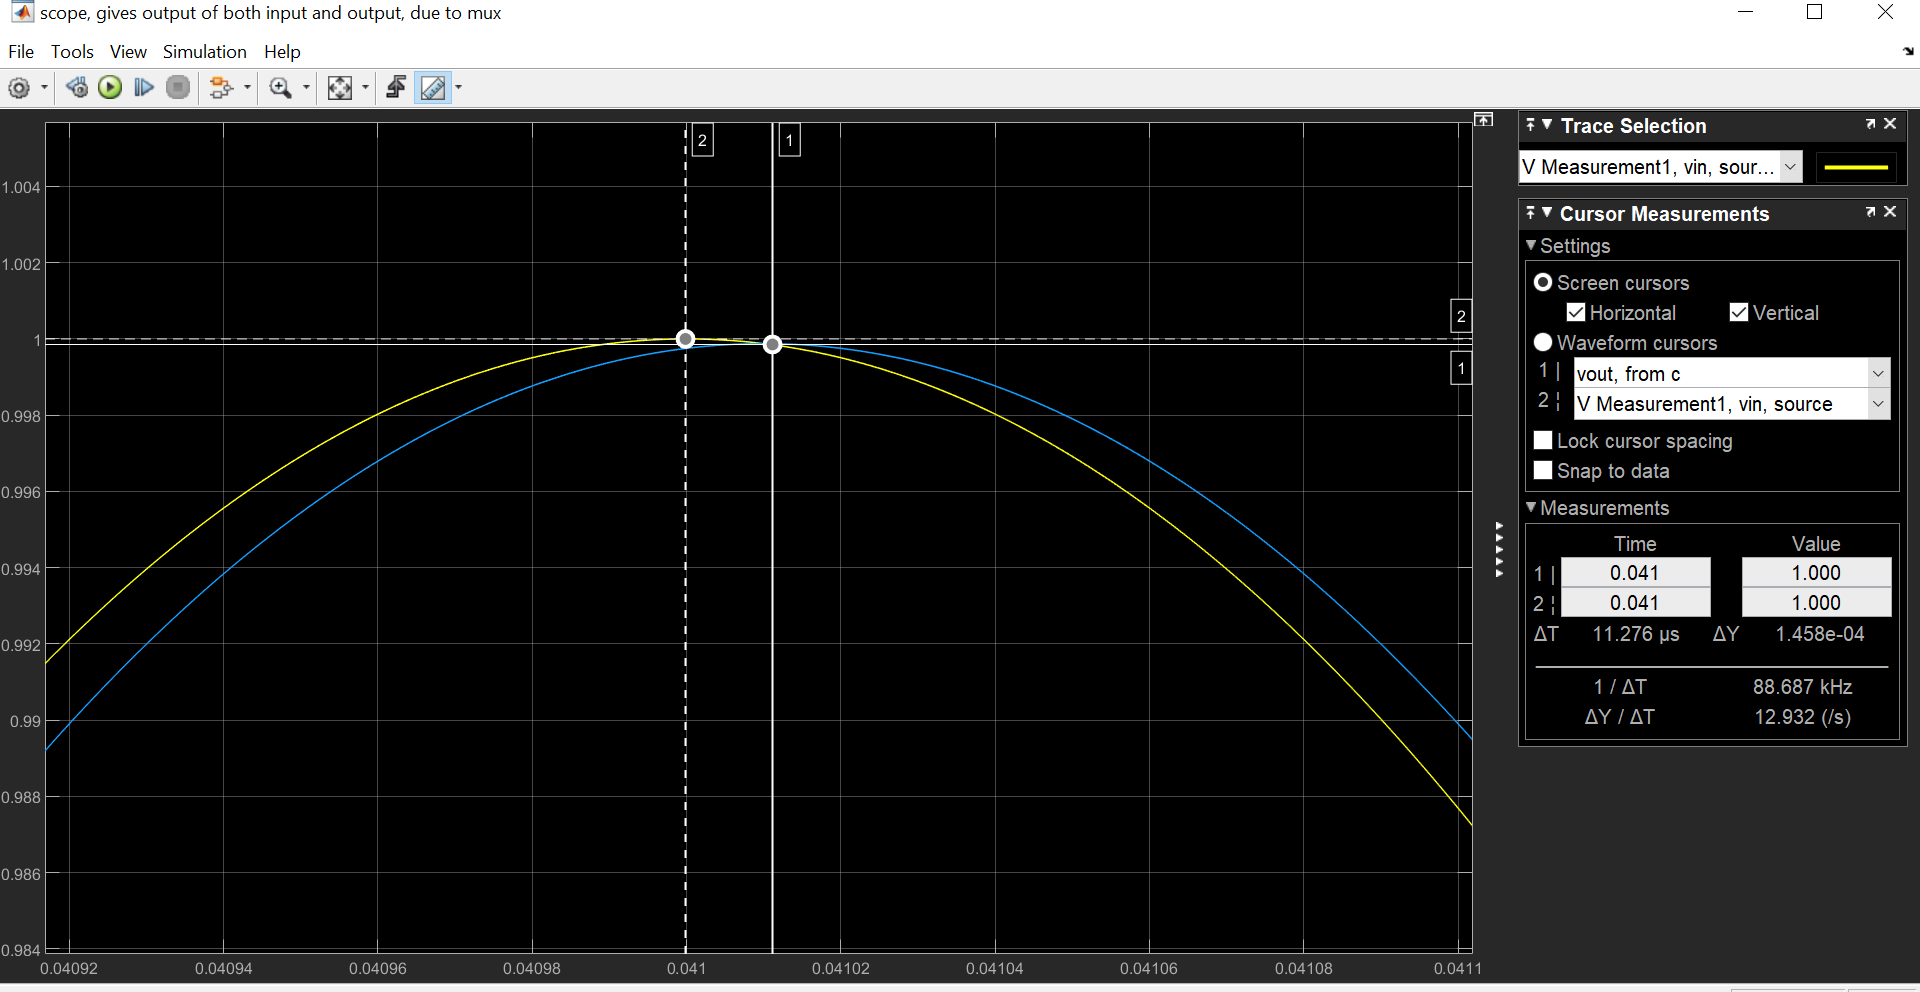 scope, gives output of both input and output, due to mux
File Tools View Simulation Help
2 1
1.004
1.002
1
0.998
0.996
0.994
0.992
0.99
0.988
0.986
0.984
2
1
0.04092 0.04094 0.04096 0.04098 0.041 0.04102 0.04104 0.04106 0.04108 0.0411
Trace Selection
V Measurement1, vin, sour...
Cursor Measurements
Settings
Screen cursors
Horizontal Vertical
Waveform cursors
1 | vout, from c
2 ¦ V Measurement1, vin, source
Lock cursor spacing
Snap to data
Measurements
Time Value
1 | 0.041 1.000
2 ¦ 0.041 1.000
ΔT 11.276 µs ΔY 1.458e-04
1 / ΔT 88.687 kHz
ΔY / ΔT 12.932 (/s)